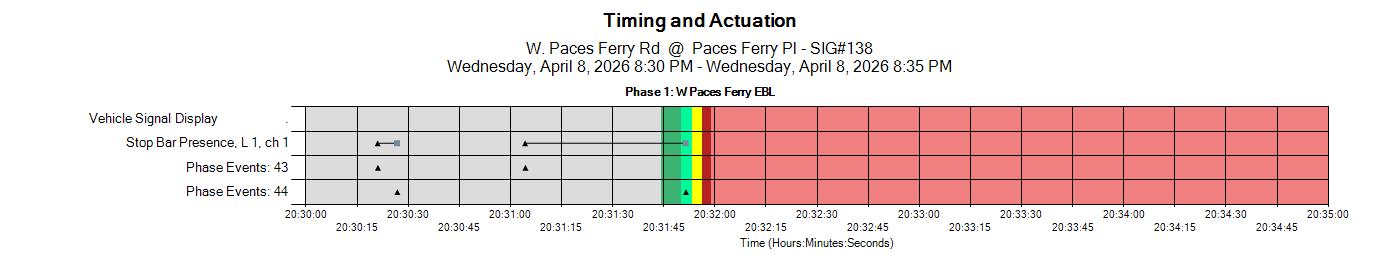 Timing and Actuation
W. Paces Ferry Rd @ Paces Ferry Pl - SIG#138
Wednesday, April 8, 2026 8:30 PM - Wednesday, April 8, 2026 8:35 PM
Phase 1: W Paces Ferry EBL
Vehicle Signal Display .
Stop Bar Presence, L 1, ch 1
Phase Events: 43
Phase Events: 44
20:30:00 20:30:30 20:31:00 20:31:30 20:32:00 20:32:30 20:33:00 20:33:30 20:34:00 20:34:30 20:35:00
20:30:15 20:30:45 20:31:15 20:31:45 20:32:15 20:32:45 20:33:15 20:33:45 20:34:15 20:34:45
Time (Hours:Minutes:Seconds)